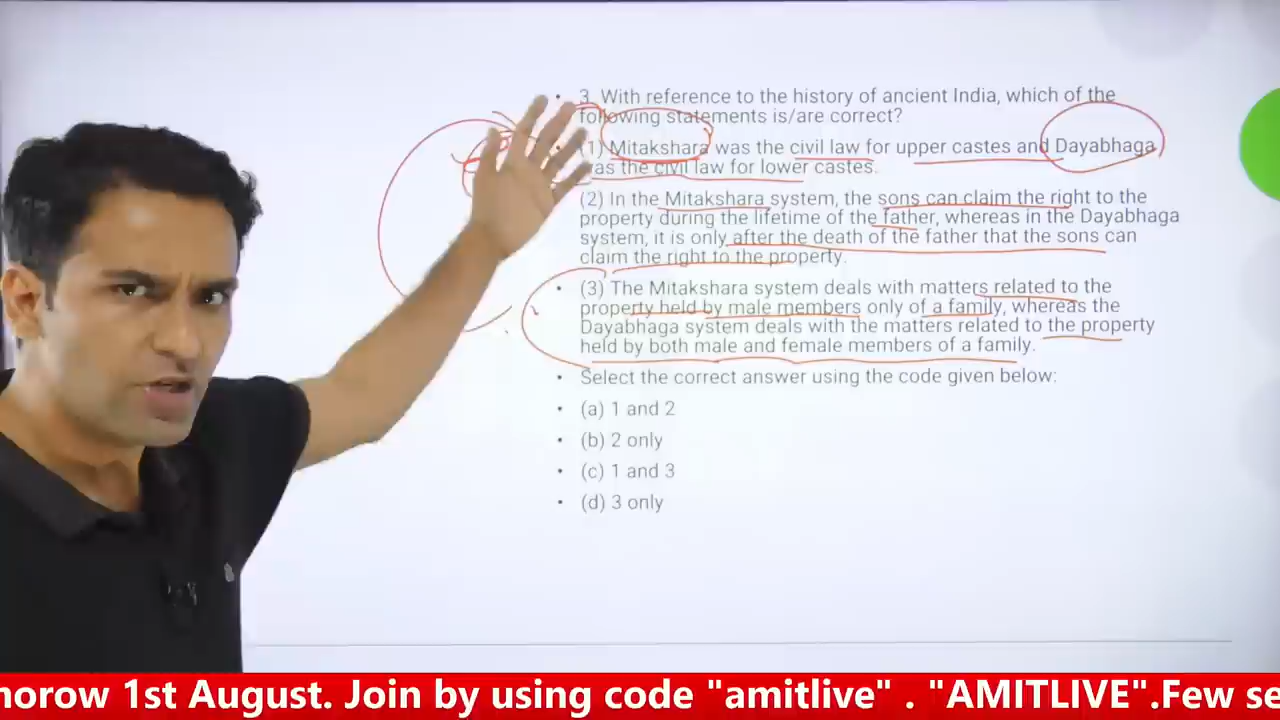 3. With reference to the history of ancient India, which of the
following statements is/are correct?
(1) Mitakshara was the civil law for upper castes and Dayabhaga
was the civil law for lower castes.
(2) In the Mitakshara system, the sons can claim the right to the
property during the lifetime of the father, whereas in the Dayabhaga
system, it is only after the death of the father that the sons can
claim the right to the property.
(3) The Mitakshara system deals with matters related to the
property held by male members only of a family, whereas the
Dayabhaga system deals with the matters related to the property
held by both male and female members of a family.
Select the correct answer using the code given below:
(a) 1 and 2
(b) 2 only
(c) 1 and 3
(d) 3 only
morow 1st August. Join by using code "amitlive" . "AMITLIVE".Few se